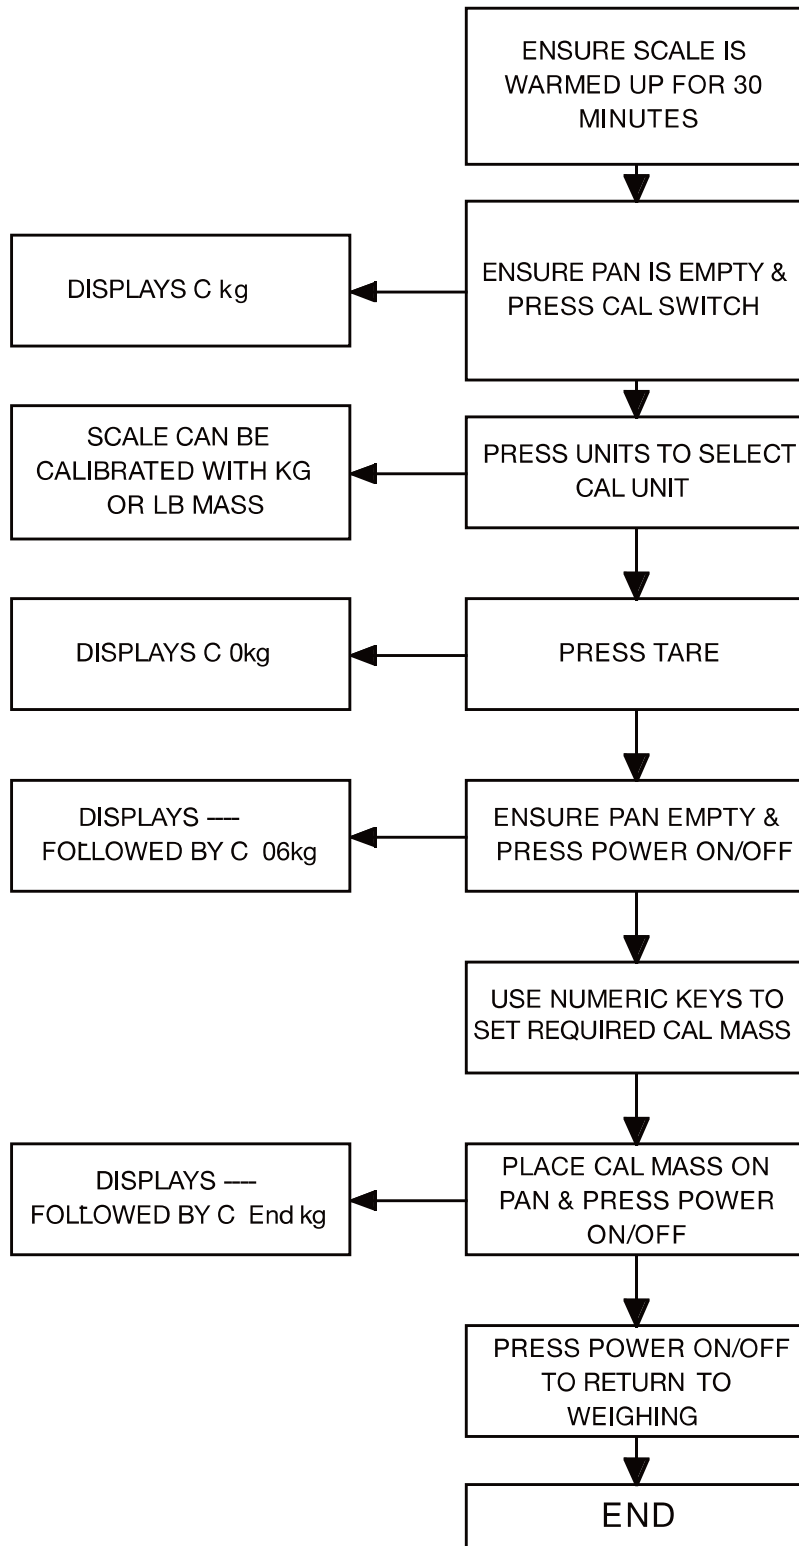 ENSURE SCALE IS
WARMED UP FOR 30
MINUTES
ENSURE PAN IS EMPTY &
PRESS CAL SWITCH
DISPLAYS C kg
PRESS UNITS TO SELECT
CAL UNIT
SCALE CAN BE
CALIBRATED WITH KG
OR LB MASS
PRESS TARE
DISPLAYS C 0kg
ENSURE PAN EMPTY &
PRESS POWER ON/OFF
DISPLAYS ----
FOLLOWED BY C 06kg
USE NUMERIC KEYS TO
SET REQUIRED CAL MASS
PLACE CAL MASS ON
PAN & PRESS POWER
ON/OFF
DISPLAYS ----
FOLLOWED BY C End kg
PRESS POWER ON/OFF
TO RETURN TO
WEIGHING
END